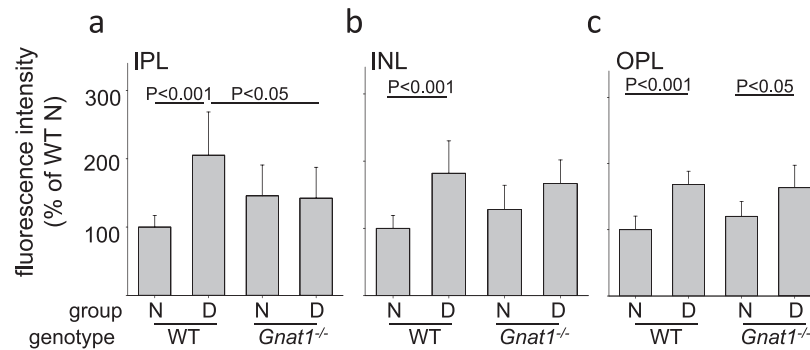 a b c
IPL INL OPL
fluorescence intensity
(% of WT N)
300
200
100
P<0.001 P<0.05
P<0.001
P<0.001 P<0.05
group N D N D N D N D N D N D
genotype WT Gnat1-/- WT Gnat1-/- WT Gnat1-/-